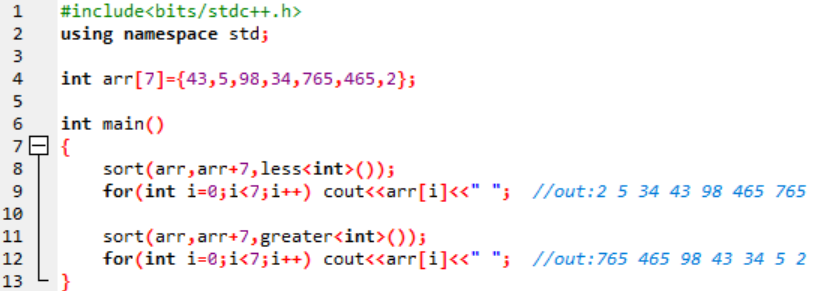 1 #include<bits/stdc++.h>
2 using namespace std;
3
4 int arr[7]={43,5,98,34,765,465,2};
5
6 int main()
7 {
8 sort(arr,arr+7,less<int>());
9 for(int i=0;i<7;i++) cout<<arr[i]<<" "; //out:2 5 34 43 98 465 765
10
11 sort(arr,arr+7,greater<int>());
12 for(int i=0;i<7;i++) cout<<arr[i]<<" "; //out:765 465 98 43 34 5 2
13 }